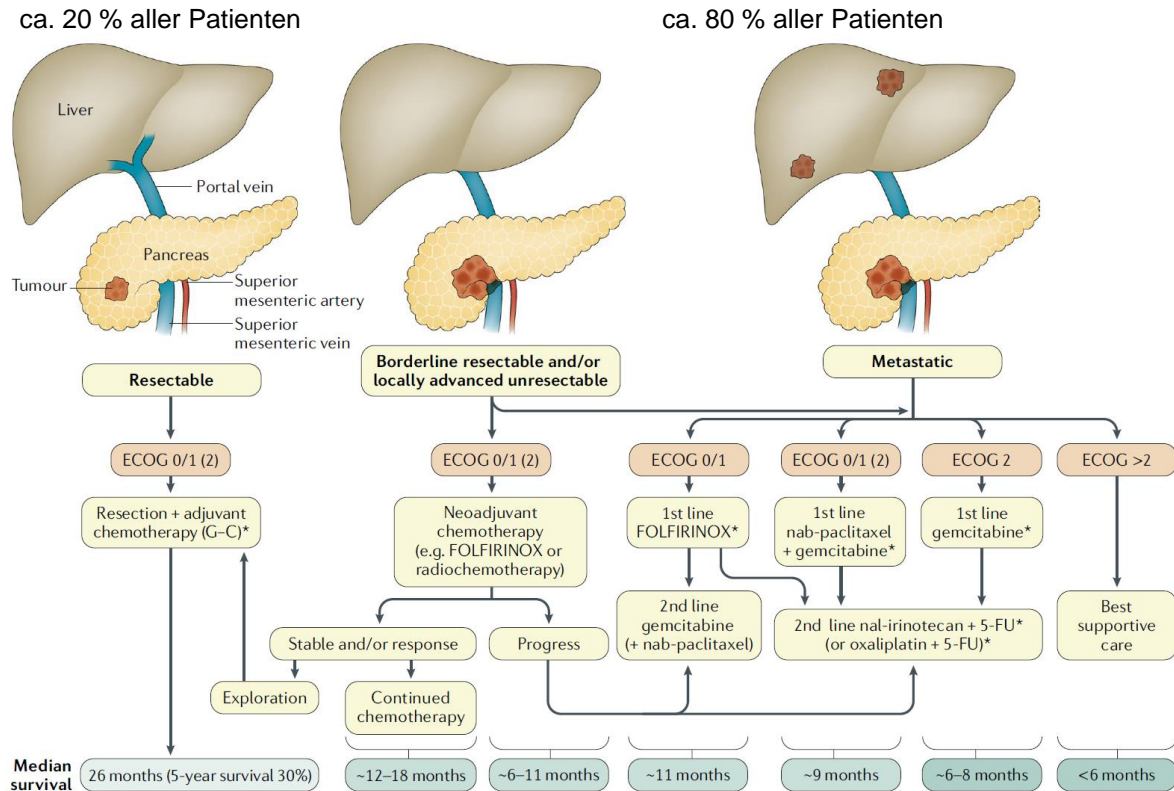 ca. 20 % aller Patienten
ca. 80 % aller Patienten
Liver
Portal vein
Pancreas
Tumour
Superior
mesenteric artery
Superior
mesenteric vein
Resectable
Borderline resectable and/or
locally advanced unresectable
Metastatic
ECOG 0/1 (2)
ECOG 0/1 (2)
ECOG 0/1
ECOG 0/1 (2)
ECOG 2
ECOG >2
Resection + adjuvant
chemotherapy (G–C)*
Neoadjuvant
chemotherapy
(e.g. FOLFIRINOX or
radiochemotherapy)
1st line
FOLFIRINOX*
1st line
nab-paclitaxel
+ gemcitabine*
1st line
gemcitabine*
2nd line
gemcitabine
(+ nab-paclitaxel)
2nd line nal-irinotecan + 5-FU*
(or oxaliplatin + 5-FU)*
Best
supportive
care
Stable and/or response
Progress
Exploration
Continued
chemotherapy
Median
survival
26 months (5-year survival 30%)
~12–18 months
~6–11 months
~11 months
~9 months
~6–8 months
<6 months